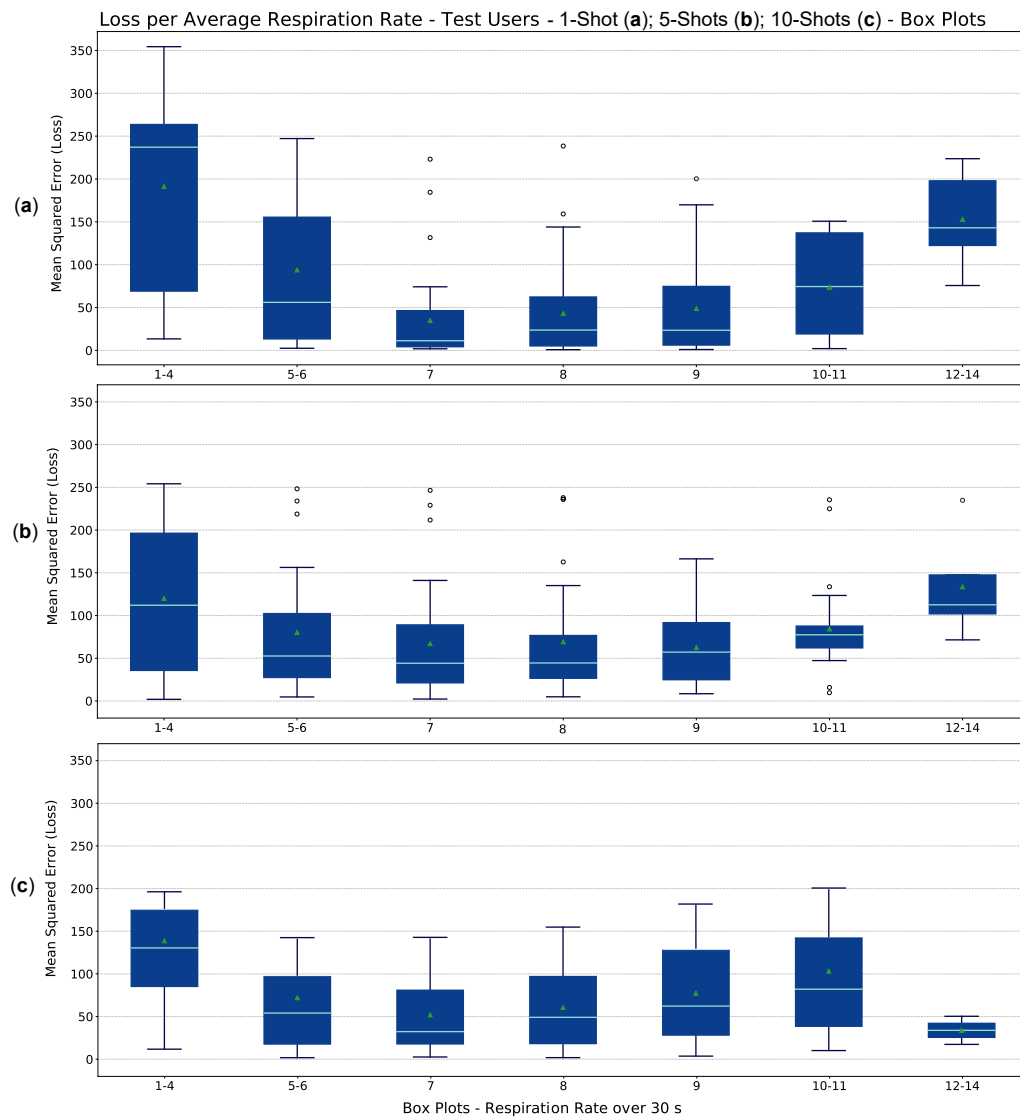 Loss per Average Respiration Rate - Test Users - 1-Shot (a); 5-Shots (b); 10-Shots (c) - Box Plots
(a)
Mean Squared Error (Loss)
350
300
250
200
150
100
50
0
1-4 5-6 7 8 9 10-11 12-14
(b)
Mean Squared Error (Loss)
350
300
250
200
150
100
50
0
1-4 5-6 7 8 9 10-11 12-14
(c)
Mean Squared Error (Loss)
350
300
250
200
150
100
50
0
1-4 5-6 7 8 9 10-11 12-14
Box Plots - Respiration Rate over 30 s